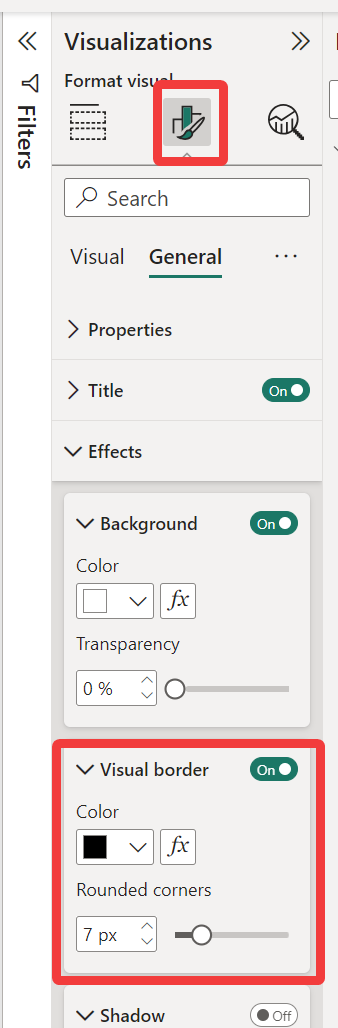 Visualizations
Format visual
Filters
Search
Visual General ...
Properties
Title On
Effects
Background On
Color
fx
Transparency
0 %
Visual border On
Color
fx
Rounded corners
7 px
Shadow Off